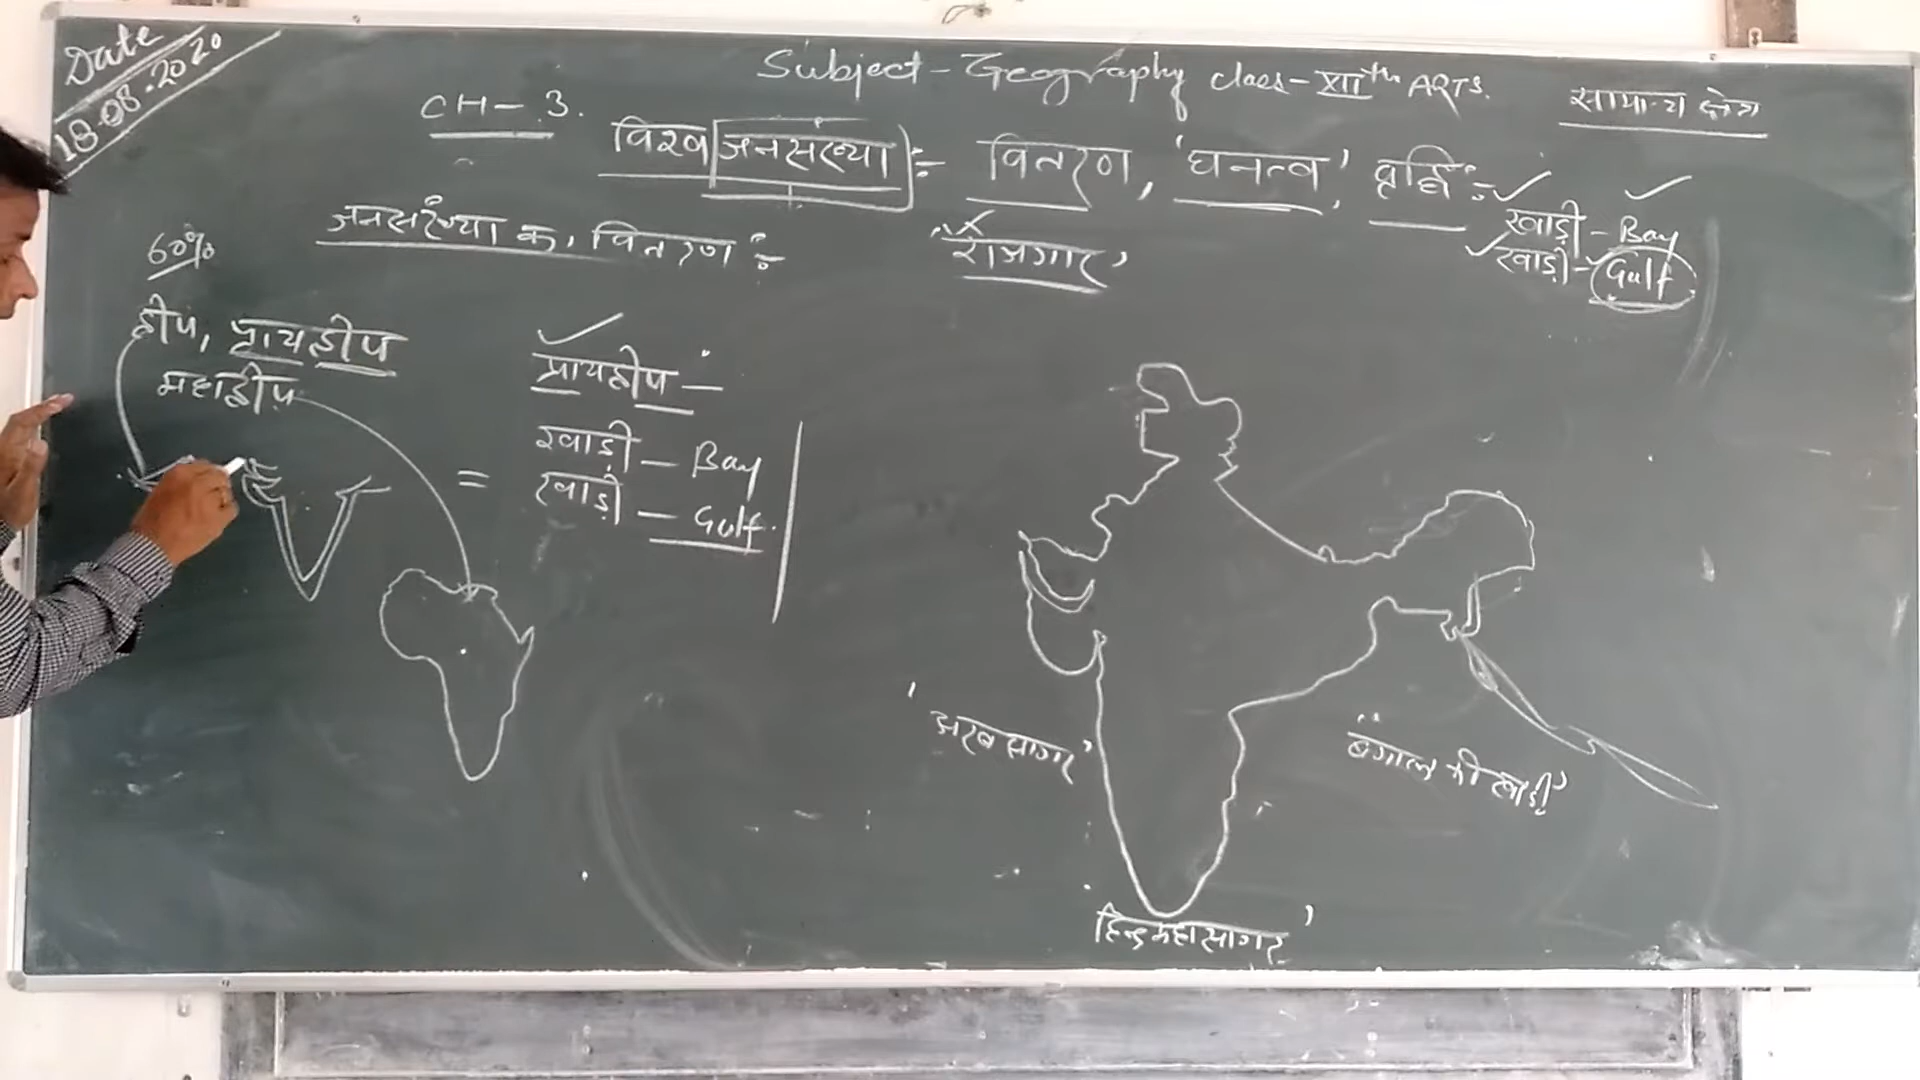 Date
18.08.2020
Subject - Geography class - XIIth ARTS.
सामान्य क्षेत्र
CH - 3.
विश्व जनसंख्या :- वितरण, 'घनत्व', वृद्धि :-
खाड़ी - Bay
खाड़ी - Gulf
जनसंख्या का वितरण :-
"रोजगार"
60%
द्वीप, प्रायद्वीप
महाद्वीप
प्रायद्वीप -
= खाड़ी - Bay
खाड़ी - Gulf
'अरब सागर'
"बंगाल की खाड़ी"
हिन्द महासागर'